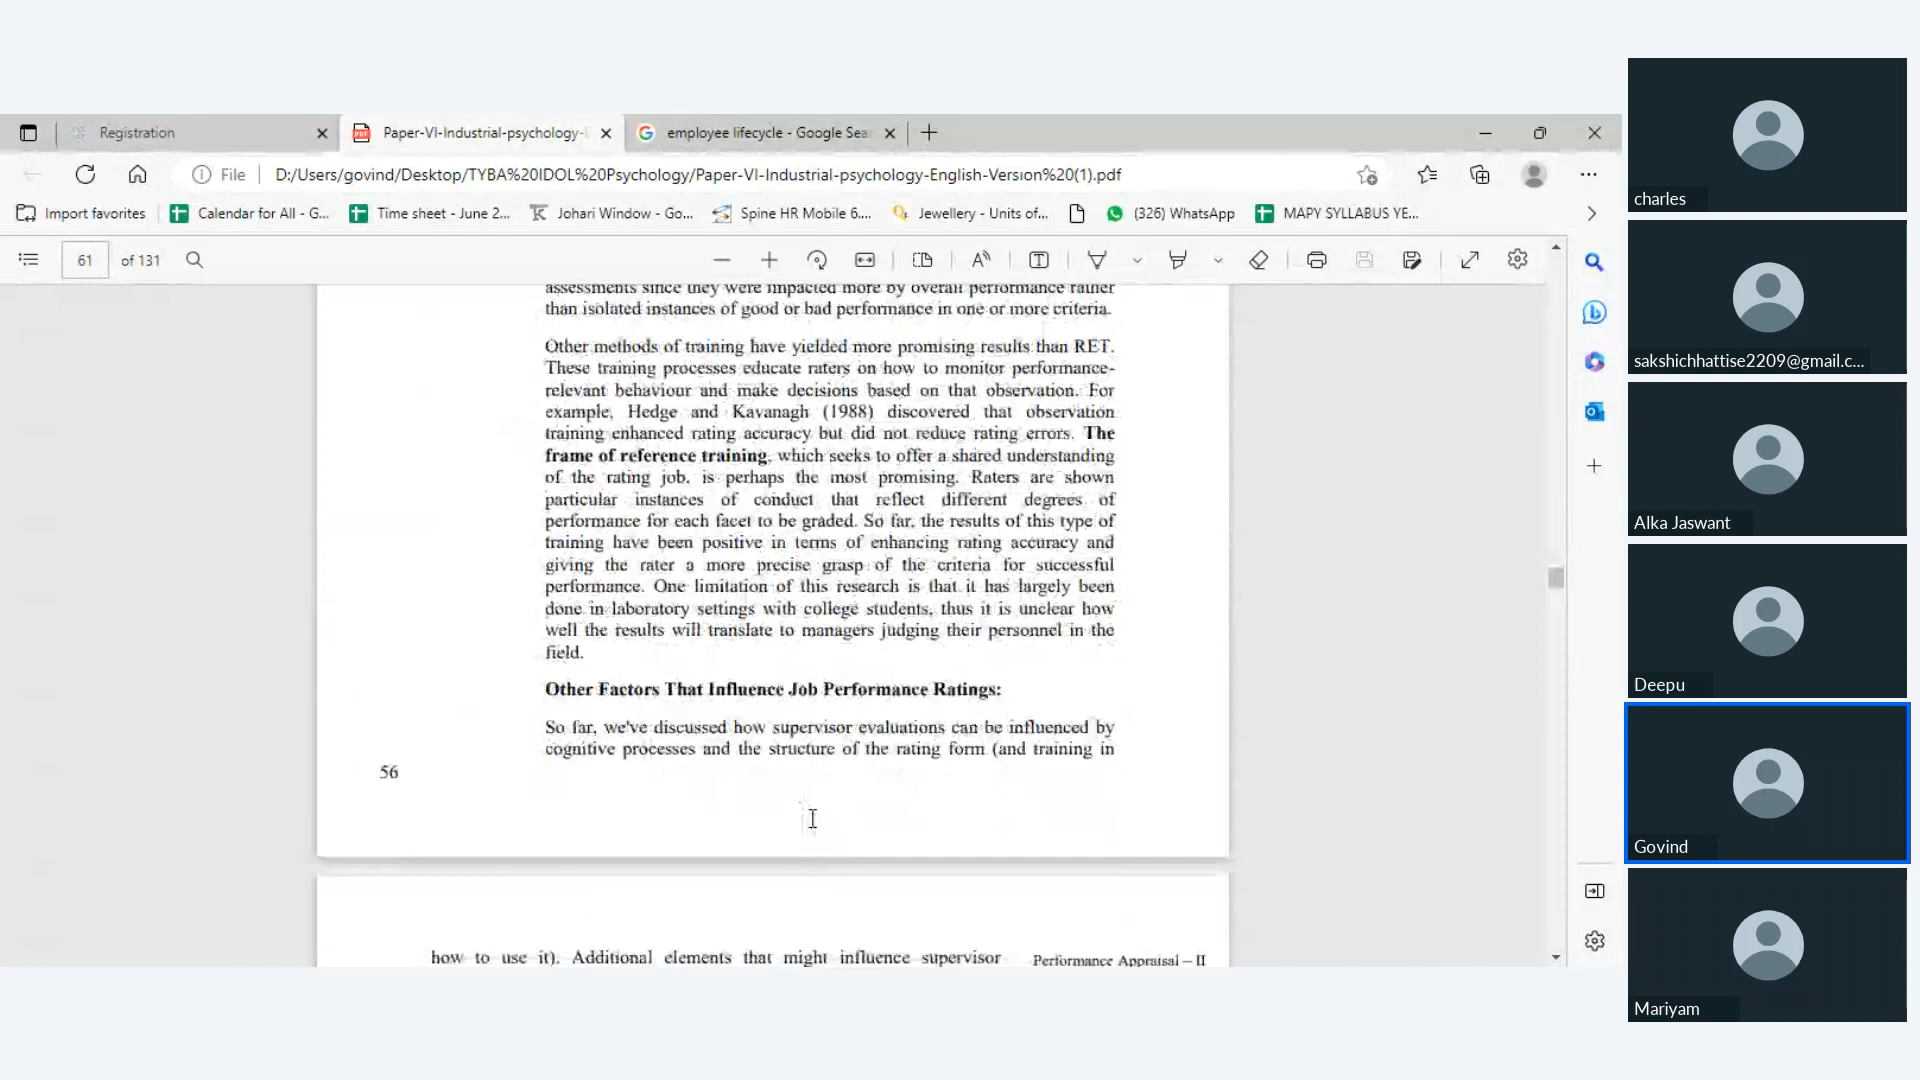 Registration
Paper-VI-Industrial-psychology-E
employee lifecycle - Google Sea
File
D:/Users/govind/Desktop/TYBA%20IDOL%20Psychology/Paper-VI-Industrial-psychology-English-Version%20(1).pdf
Import favorites
Calendar for All - G...
Time sheet - June 2...
Johari Window - Go...
Spine HR Mobile 6....
Jewellery - Units of...
(326) WhatsApp
MAPY SYLLABUS YE...
61 of 131
assessments since they were impacted more by overall performance rather
than isolated instances of good or bad performance in one or more criteria.
Other methods of training have yielded more promising results than RET.
These training processes educate raters on how to monitor performance-
relevant behaviour and make decisions based on that observation. For
example, Hedge and Kavanagh (1988) discovered that observation
training enhanced rating accuracy but did not reduce rating errors. The
frame of reference training, which seeks to offer a shared understanding
of the rating job, is perhaps the most promising. Raters are shown
particular instances of conduct that reflect different degrees of
performance for each facet to be graded. So far, the results of this type of
training have been positive in terms of enhancing rating accuracy and
giving the rater a more precise grasp of the criteria for successful
performance. One limitation of this research is that it has largely been
done in laboratory settings with college students, thus it is unclear how
well the results will translate to managers judging their personnel in the
field.
Other Factors That Influence Job Performance Ratings:
So far, we've discussed how supervisor evaluations can be influenced by
cognitive processes and the structure of the rating form (and training in
56
how to use it). Additional elements that might influence supervisor
Performance Appraisal – II
charles
sakshichhattise2209@gmail.c...
Alka Jaswant
Deepu
Govind
Mariyam